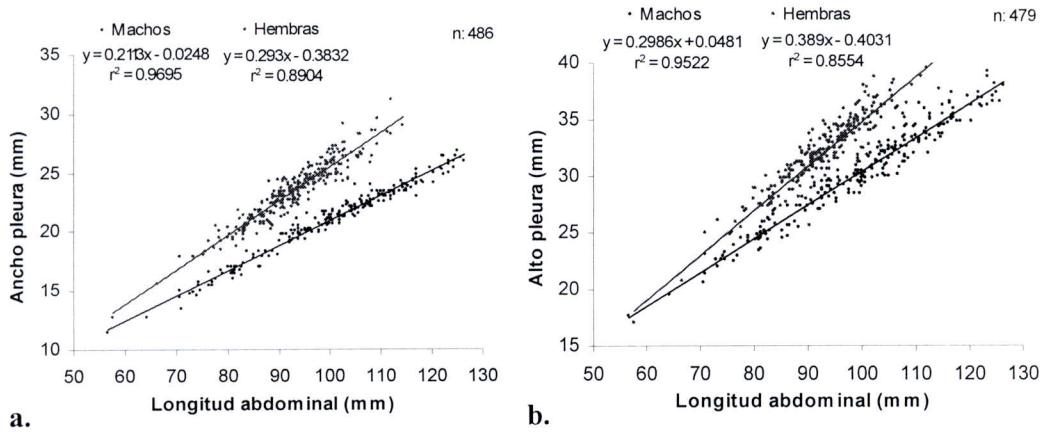 Machos Hembras n: 486
y=0.2113x-0.0248 y=0.293x-0.3832
r²=0.9695 r²=0.8904
Ancho pleura (mm)
35
30
25
20
15
10
50 60 70 80 90 100 110 120 130
Longitud abdominal (mm)
a.
Machos Hembras n: 479
y=0.2986x+0.0481 y=0.389x-0.4031
r²=0.9522 r²=0.8554
Alto pleura (mm)
40
35
30
25
20
15
50 60 70 80 90 100 110 120 130
Longitud abdominal (mm)
b.